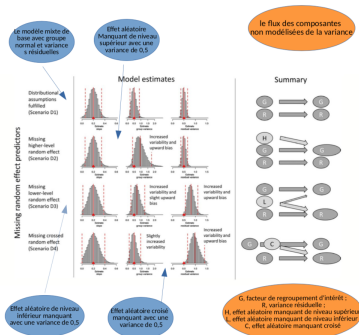 Le modèle mixte de
base avec groupe
normal et variance
s résiduelles
Effet aléatoire
Manquant de niveau
supérieur avec une
variance de 0,5
le flux des composantes
non modélisées de la variance
Model estimates
Summary
Missing random effect predictors
Distributional
assumptions
fulfilled
(Scenario D1)
G
G
R
R
Missing
higher-level
random effect
(Scenario D2)
Increased
variability and
upward bias
H
G
G
R
R
Missing
lower-level
random effect
(Scenario D3)
Increased
variability and
slight upward
bias
Increased
variability and
upward bias
G
G
L
R
R
Missing
crossed random
effect
(Scenario D4)
Slightly
increased
variability
Increased
variability and
upward bias
G
C
G
R
R
Effet aléatoire de niveau
inférieur manquant
avec une variance de 0.5
Effet aléatoire croisé
manquant avec une
variance de 0,5
G, facteur de regroupement d'intérêt ;
R, variance résiduelle ;
H, effet aléatoire manquant de niveau supérieur
L, effet aléatoire manquant de niveau inférieur
C, effet aléatoire manquant croisé